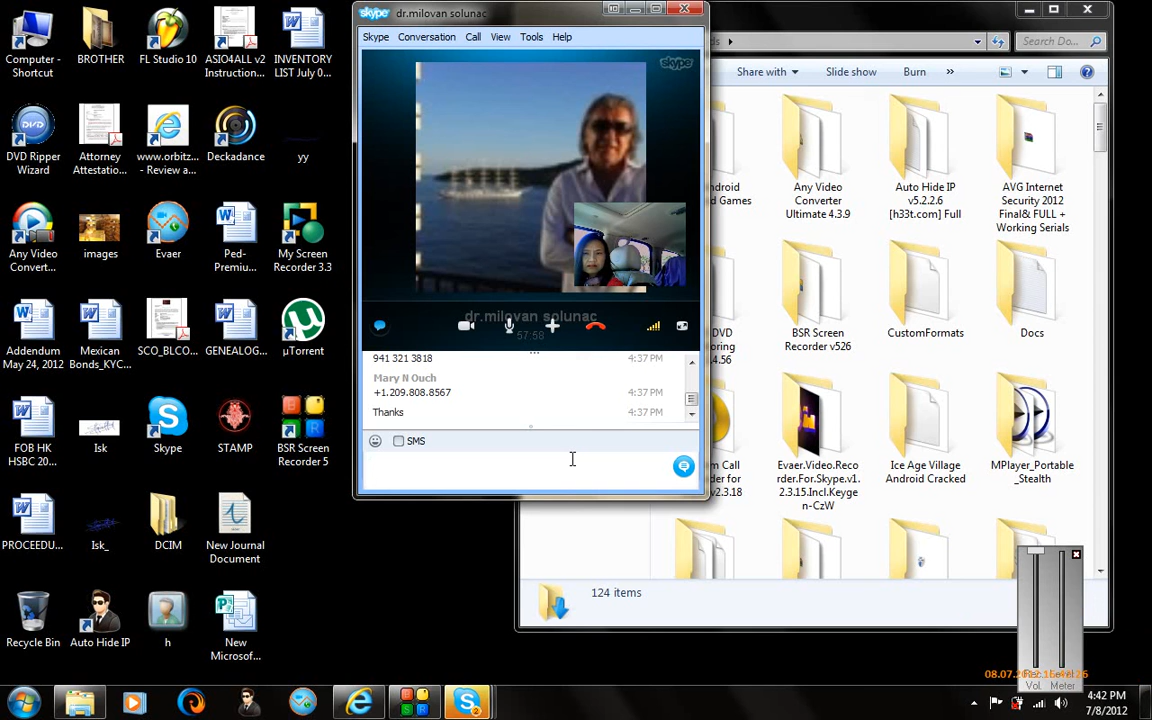 Computer - Shortcut
BROTHER
FL Studio 10
ASIO4ALL v2 Instruction...
INVENTORY LIST July 0...
DVD Ripper Wizard
Attorney Attestatio...
www.orbitz... - Review a...
Deckadance
yy
Any Video Convert...
images
Evaer
Ped-Premiu...
My Screen Recorder 3.3
Addendum May 24, 2012
Mexican Bonds_KYC...
SCO_BLCO...
GENEALOG...
µTorrent
FOB HK HSBC 20...
Isk
Skype
STAMP
BSR Screen Recorder 5
PROCEEDU...
Isk_
DCIM
New Journal Document
Recycle Bin
Auto Hide IP
h
New Microsof...
skype dr.milovan solunac
Skype Conversation Call View Tools Help
skype
dr.milovan solunac
57:58
941 321 3818 4:37 PM
Mary N Ouch
+1.209.808.8567 4:37 PM
Thanks 4:37 PM
SMS
Search Do...
Share with Slide show Burn »
Any Video Converter Ultimate 4.3.9
Auto Hide IP v5.2.2.6 [h33t.com] Full
AVG Internet Security 2012 Final& FULL + Working Serials
BSR Screen Recorder v526
CustomFormats
Docs
Evaer.Video.Recorder.For.Skype.v1.2.3.15.Incl.Keygen-CzW
Ice Age Village Android Cracked
MPlayer_Portable_Stealth
124 items
Vol Meter
4:42 PM
7/8/2012